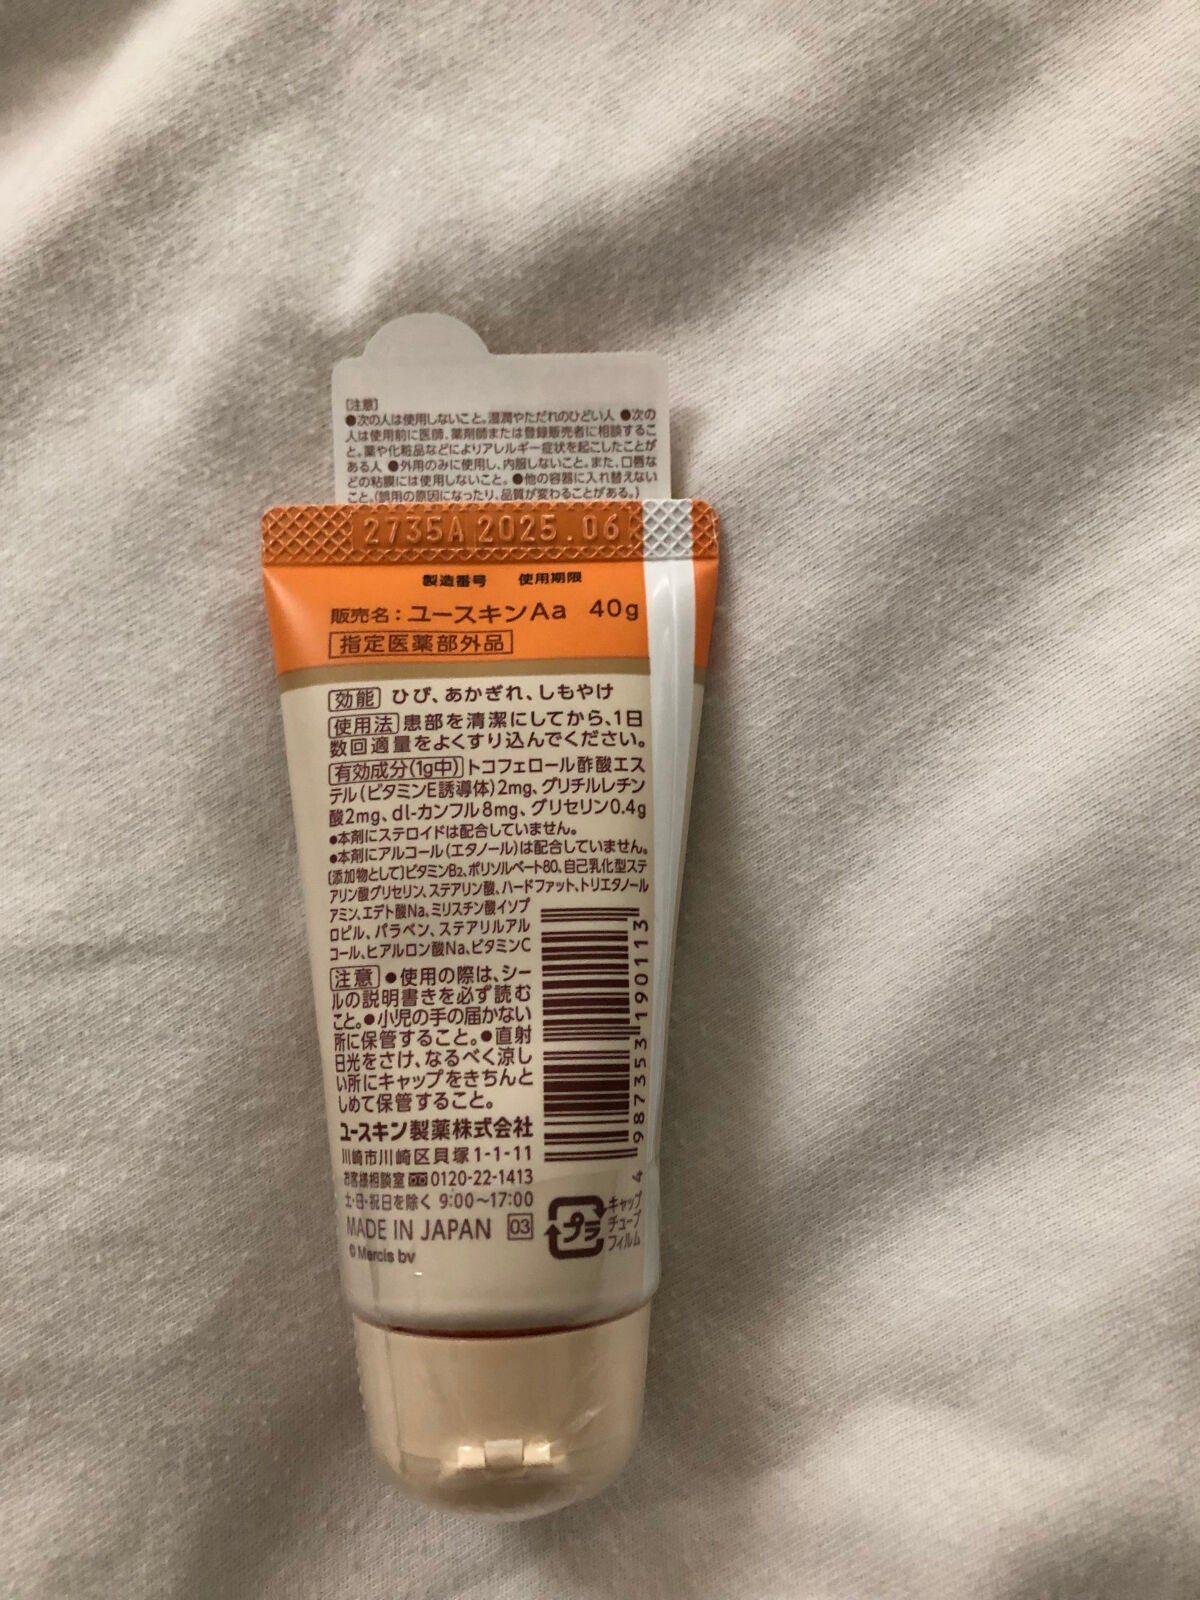 【注意】
●次の人は使用しないこと。湿潤やただれのひどい人 ●次の
人は使用前に医師、薬剤師または登録販売者に相談するこ
と。薬や化粧品などによりアレルギー症状を起こしたことが
ある人 ●外用のみに使用し、内服しないこと。また、口唇な
どの粘膜には使用しないこと。 ●他の容器に入れ替えない
こと。(誤用の原因になったり、品質が変わることがある。)
2735A 2025.06
製造番号 使用期限
販売名：ユースキンAa 40g
指定医薬部外品
効能 ひび、あかぎれ、しもやけ
使用法 患部を清潔にしてから、1日
数回適量をよくすり込んでください。
有効成分(1g中) トコフェロール酢酸エス
テル(ビタミンE誘導体)2mg、グリチルレチン
酸2mg、dl-カンフル8mg、グリセリン0.4g
●本剤にステロイドは配合していません。
●本剤にアルコール(エタノール)は配合していません。
〔添加物として〕ビタミンB₂、ポリソルベート80、自己乳化型ステ
アリン酸グリセリン、ステアリン酸、ハードファット、トリエタノール
アミン、エデト酸Na、ミリスチン酸イソプ
ロピル、パラベン、ステアリルアル
コール、ヒアルロン酸Na、ビタミンC
注意 ●使用の際は、シー
ルの説明書きを必ず読む
こと。●小児の手の届かない
所に保管すること。●直射
日光をさけ、なるべく涼し
い所にキャップをきちんと
しめて保管すること。
ユースキン製薬株式会社
川崎市川崎区貝塚1-1-11
お客様相談室 0120-22-1413
土・日・祝日を除く 9:00～17:00
MADE IN JAPAN 03
© Mercis bv
4 987353 190113
プラ
キャップ
チューブ
フィルム